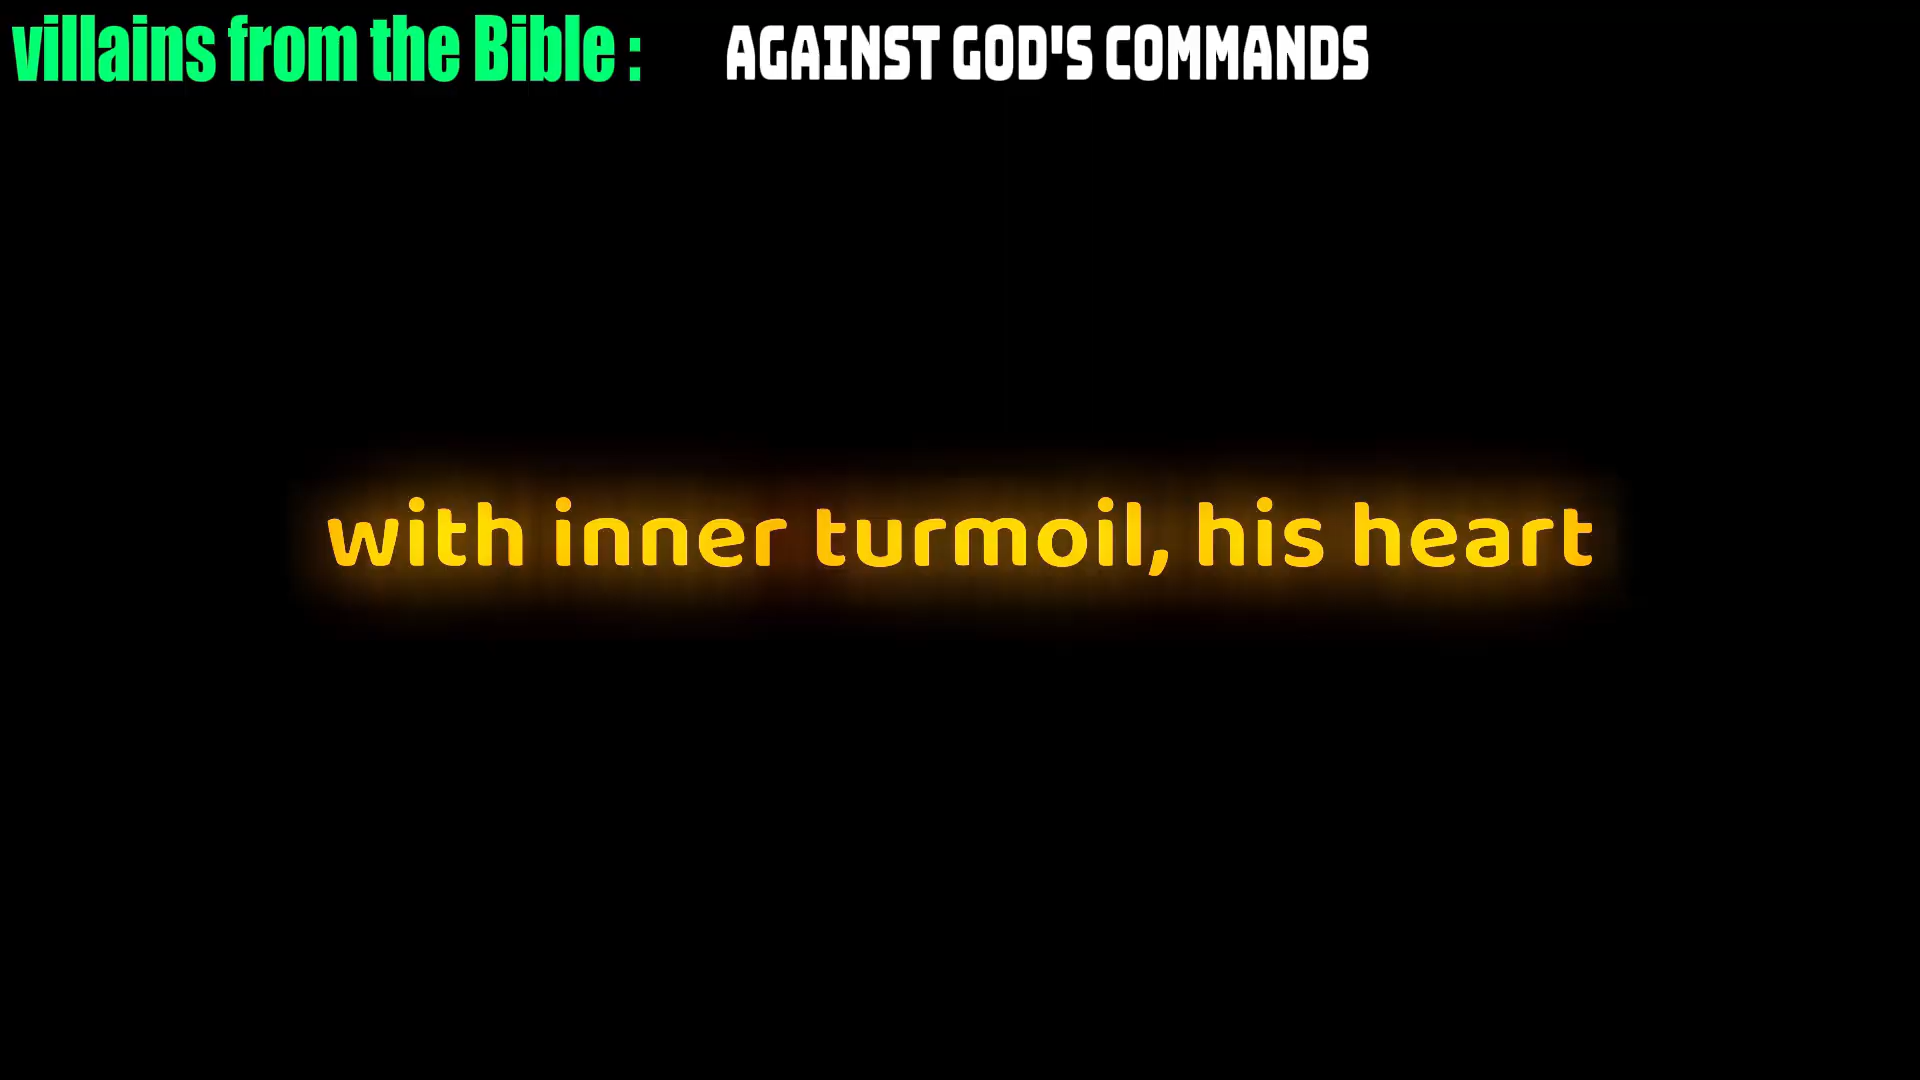 villains from the Bible : AGAINST GOD'S COMMANDS
with inner turmoil, his heart